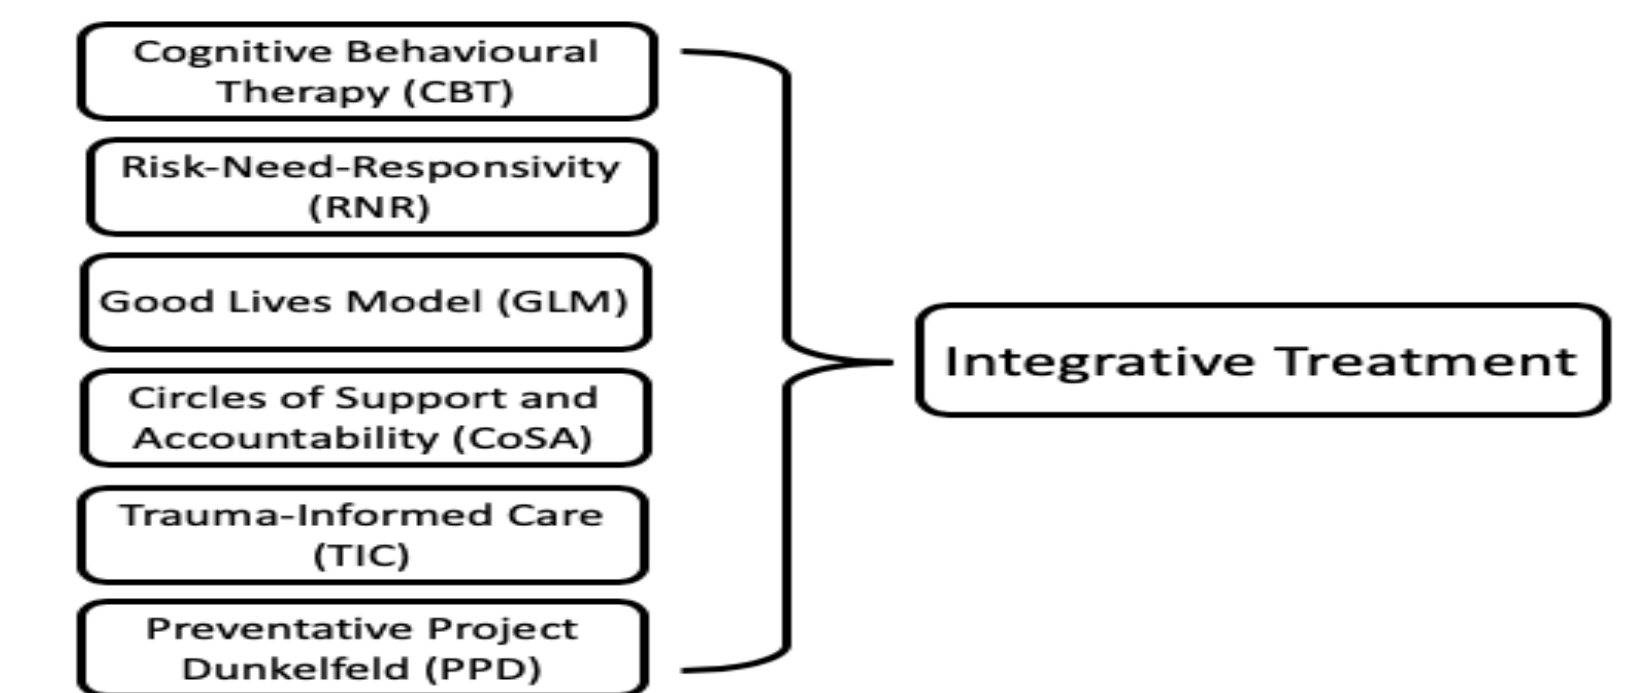 Cognitive Behavioural
Therapy (CBT)
Risk-Need-Responsivity
(RNR)
Good Lives Model (GLM)
Circles of Support and
Accountability (CoSA)
Trauma-Informed Care
(TIC)
Preventative Project
Dunkelfeld (PPD)
Integrative Treatment